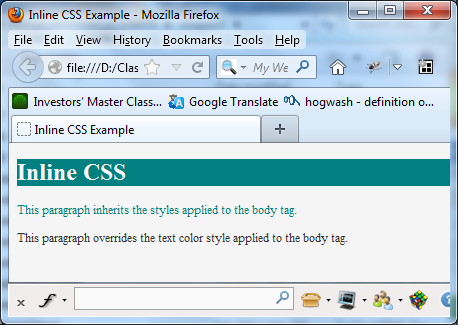 Inline CSS Example - Mozilla Firefox
File Edit View History Bookmarks Tools Help
file:///D:/Clas
My We
Investors' Master Class... Google Translate hogwash - definition o...
Inline CSS Example
Inline CSS
This paragraph inherits the styles applied to the body tag.
This paragraph overrides the text color style applied to the body tag.